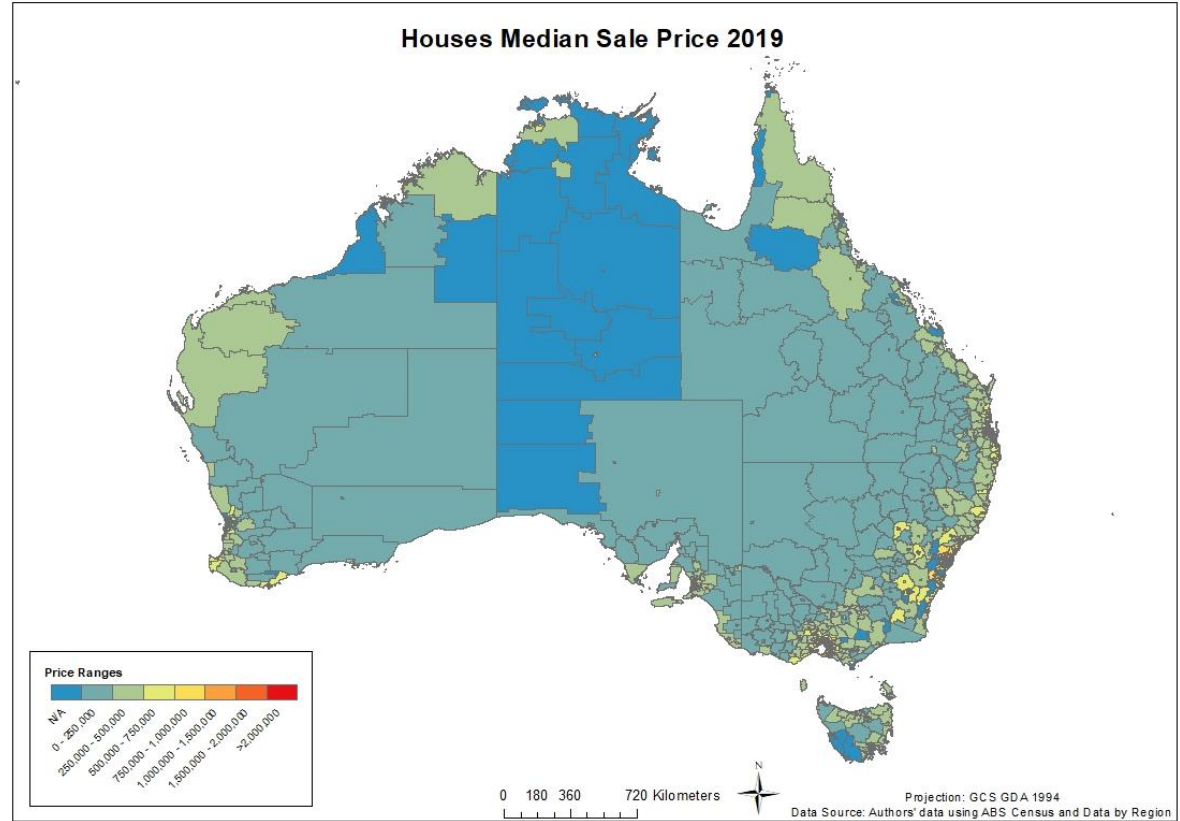 Houses Median Sale Price 2019
Price Ranges
N/A
0 - 250,000
250,000 - 500,000
500,000 - 750,000
750,000 - 1,000,000
1,000,000 - 1,500,000
1,500,000 - 2,000,000
>2,000,000
0 180 360 720 Kilometers
N
Projection: GCS GDA 1994
Data Source: Authors' data using ABS Census and Data by Region